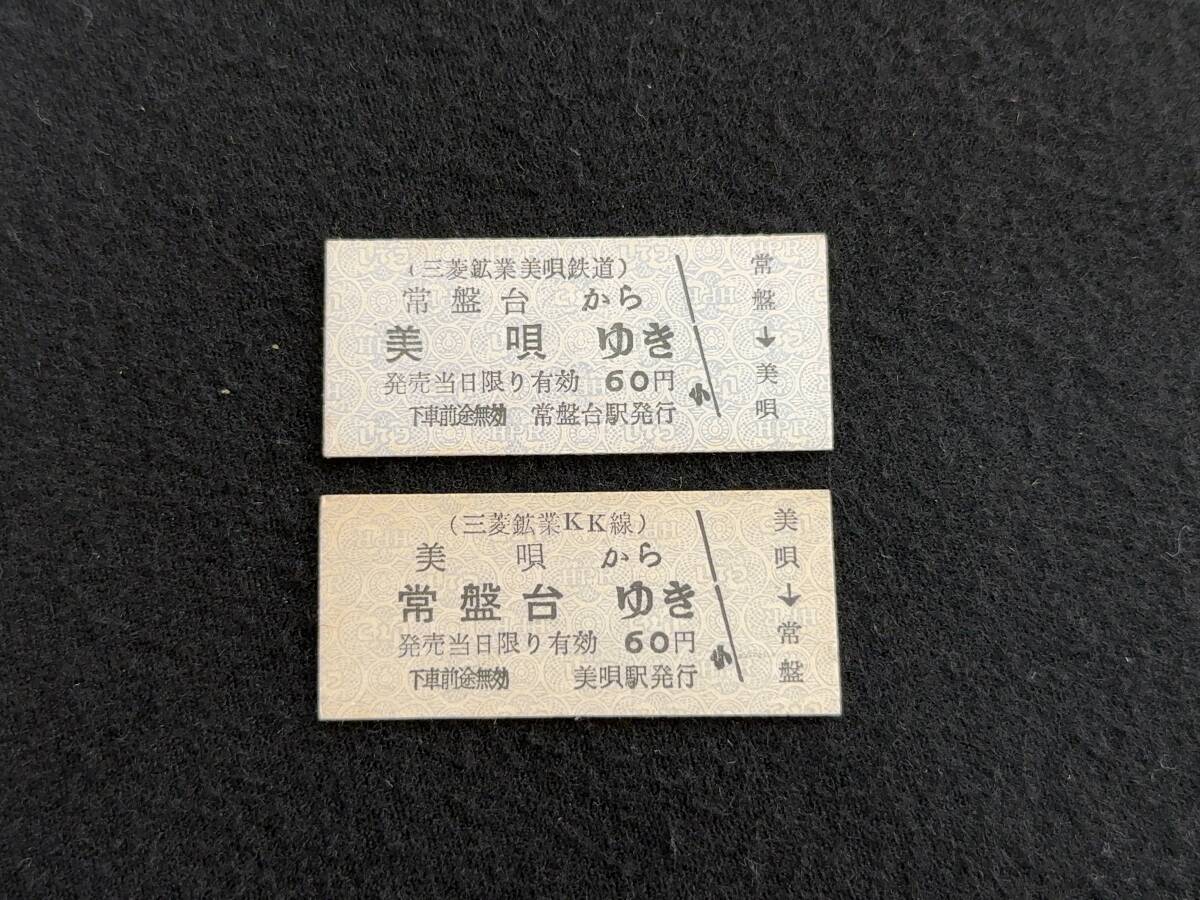 (三菱鉱業美唄鉄道)
常盤台 から
美唄 ゆき
発売当日限り有効 60円
下車前途無効 常盤台駅発行
小
常盤→美唄
(三菱鉱業KK線)
美唄 から
常盤台 ゆき
発売当日限り有効 60円
下車前途無効 美唄駅発行
小
美唄→常盤